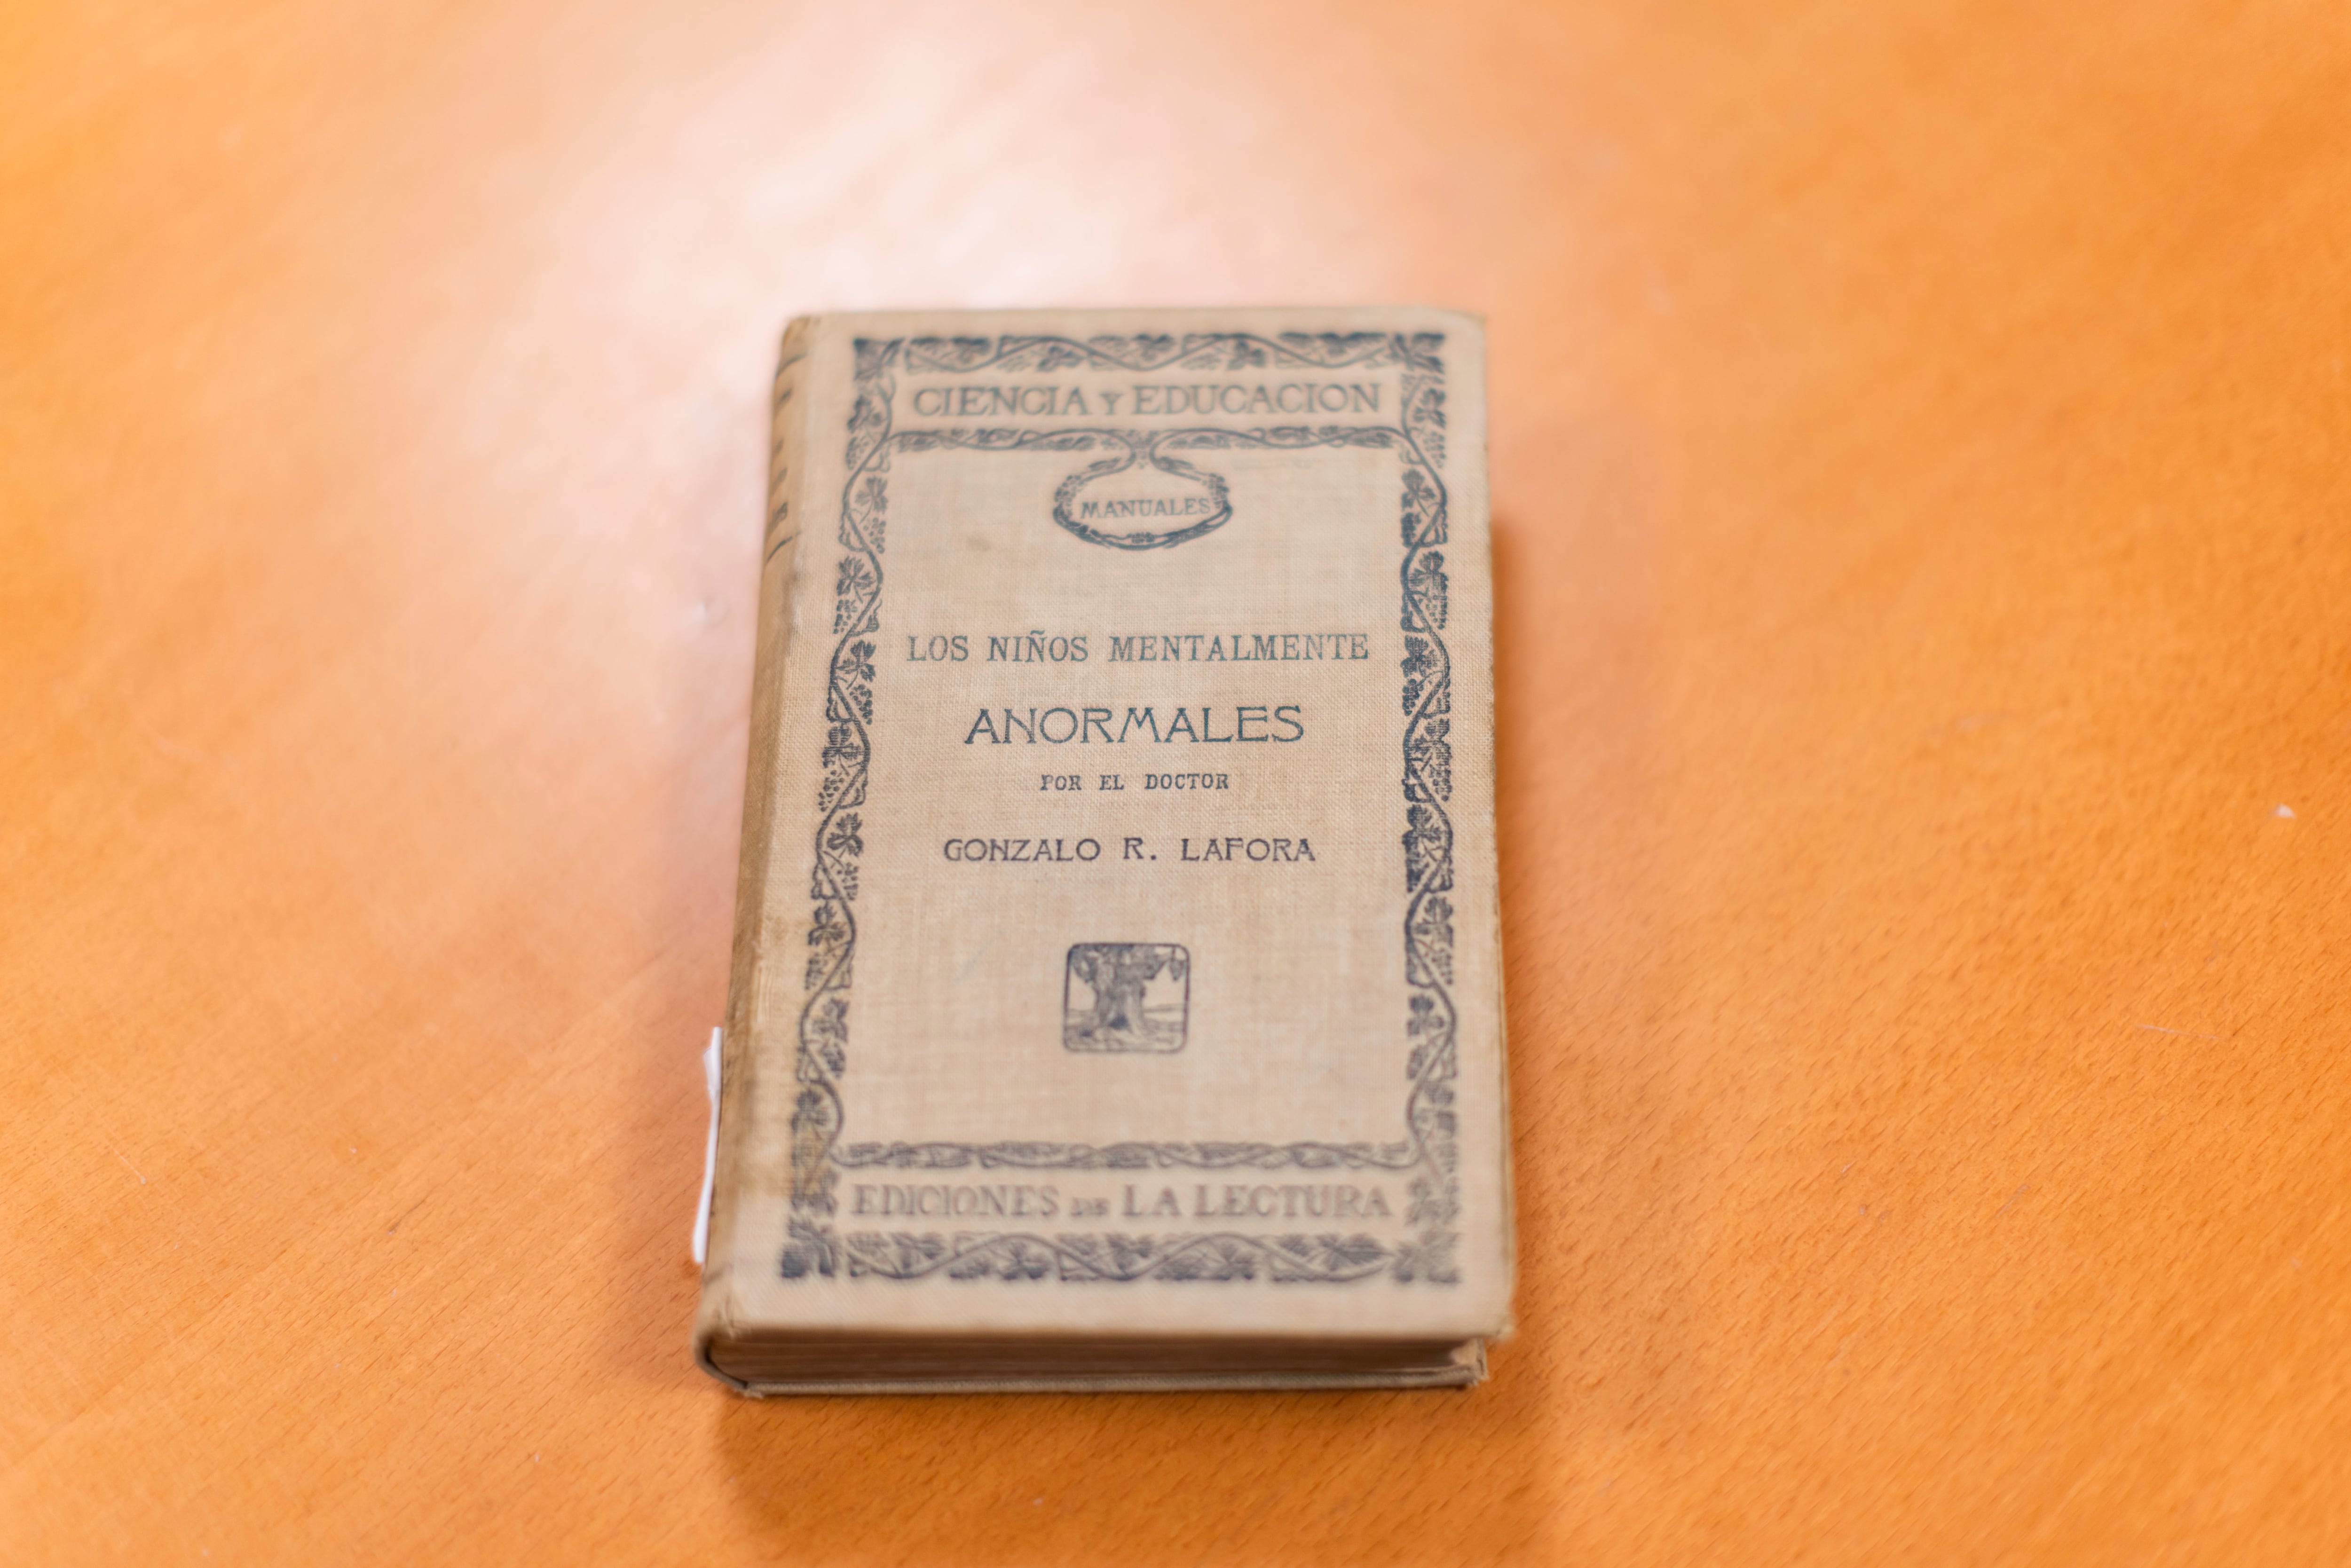 CIENCIA Y EDUCACION
MANUALES
LOS NIÑOS MENTALMENTE
ANORMALES
POR EL DOCTOR
GONZALO R. LAFORA
EDICIONES DE LA LECTURA